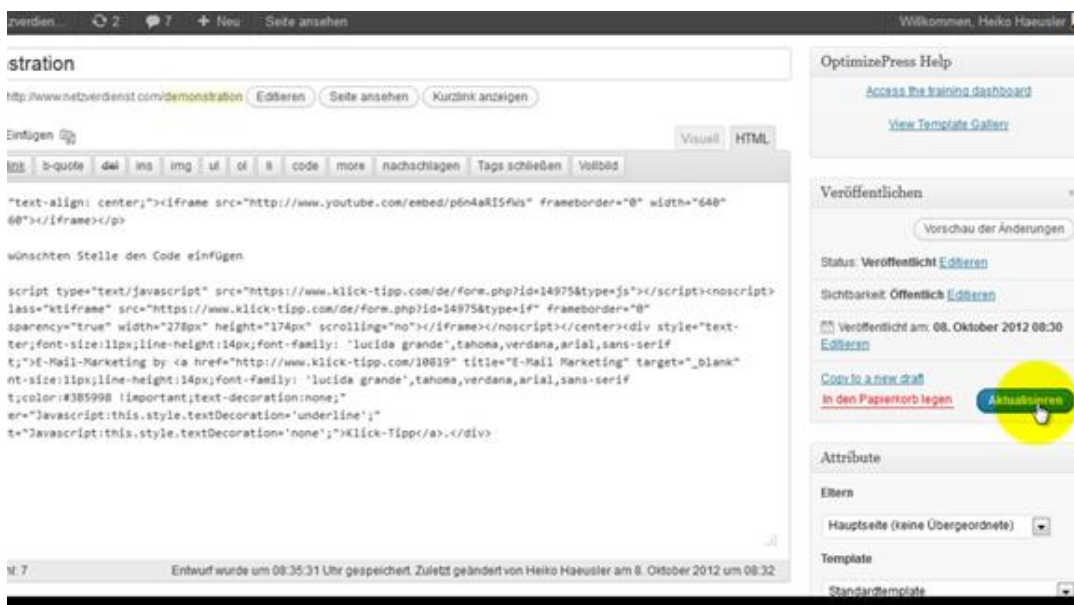 zverdien... 2 7 + Neu Seite ansehen Willkommen, Heiko Haeusler
stration
http://www.netzverdienst.com/demonstration Editieren Seite ansehen Kurzlink anzeigen
Einfügen Visuell HTML
link b-quote del ins img ul ol li code more nachschlagen Tags schließen Vollbild
"text-align: center;"><iframe src="http://www.youtube.com/embed/p6n4aRI5fWs" frameborder="0" width="640"
60"></iframe></p>
wünschten Stelle den Code einfügen
script type="text/javascript" src="https://www.klick-tipp.com/de/form.php?id=14975&type=js"></script><noscript>
lass="ktiframe" src="https://www.klick-tipp.com/de/form.php?id=14975&type=if" frameborder="0"
sparency="true" width="278px" height="174px" scrolling="no"></iframe></noscript></center><div style="text-
ter;font-size:11px;line-height:14px;font-family: 'lucida grande',tahoma,verdana,arial,sans-serif
t;">E-Mail-Marketing by <a href="http://www.klick-tipp.com/10819" title="E-Mail Marketing" target="_blank"
nt-size:11px;line-height:14px;font-family: 'lucida grande',tahoma,verdana,arial,sans-serif
t;color:#3B5998 !important;text-decoration:none;"
er="Javascript:this.style.textDecoration='underline';"
t="Javascript:this.style.textDecoration='none';">Klick-Tipp</a>.</div>
hl: 7 Entwurf wurde um 08:35:31 Uhr gespeichert. Zuletzt geändert von Heiko Haeusler am 8. Oktober 2012 um 08:32
OptimizePress Help
Access the training dashboard
View Template Gallery
Veröffentlichen
Vorschau der Änderungen
Status: Veröffentlicht Editieren
Sichtbarkeit: Öffentlich Editieren
Veröffentlicht am: 08. Oktober 2012 08:30
Editieren
Copy to a new draft
In den Papierkorb legen Aktualisieren
Attribute
Eltern
Hauptseite (keine Übergeordnete)
Template
Standardtemplate